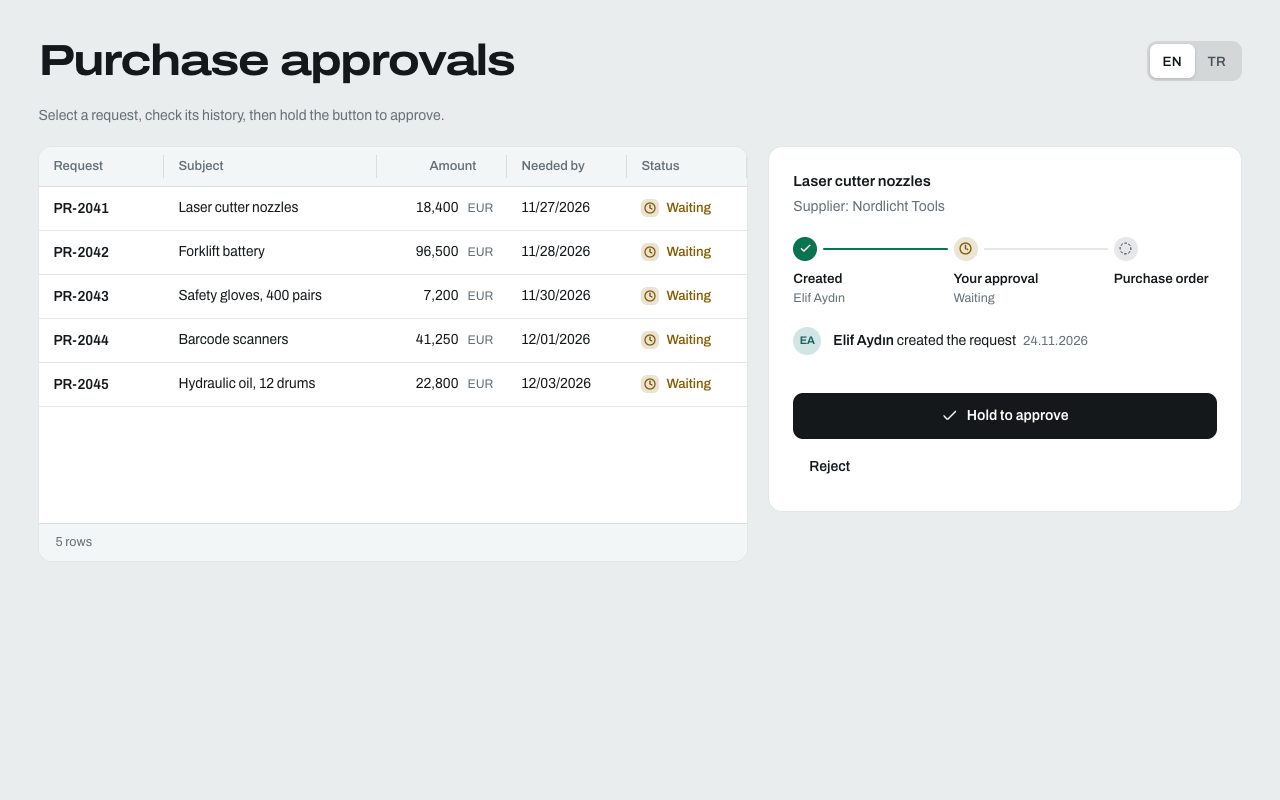 Purchase approvals
EN TR
Select a request, check its history, then hold the button to approve.
Request Subject Amount Needed by Status
PR-2041 Laser cutter nozzles 18,400 EUR 11/27/2026 Waiting
PR-2042 Forklift battery 96,500 EUR 11/28/2026 Waiting
PR-2043 Safety gloves, 400 pairs 7,200 EUR 11/30/2026 Waiting
PR-2044 Barcode scanners 41,250 EUR 12/01/2026 Waiting
PR-2045 Hydraulic oil, 12 drums 22,800 EUR 12/03/2026 Waiting
5 rows
Laser cutter nozzles
Supplier: Nordlicht Tools
Created Your approval Purchase order
Elif Aydın Waiting
EA Elif Aydın created the request 24.11.2026
Hold to approve
Reject